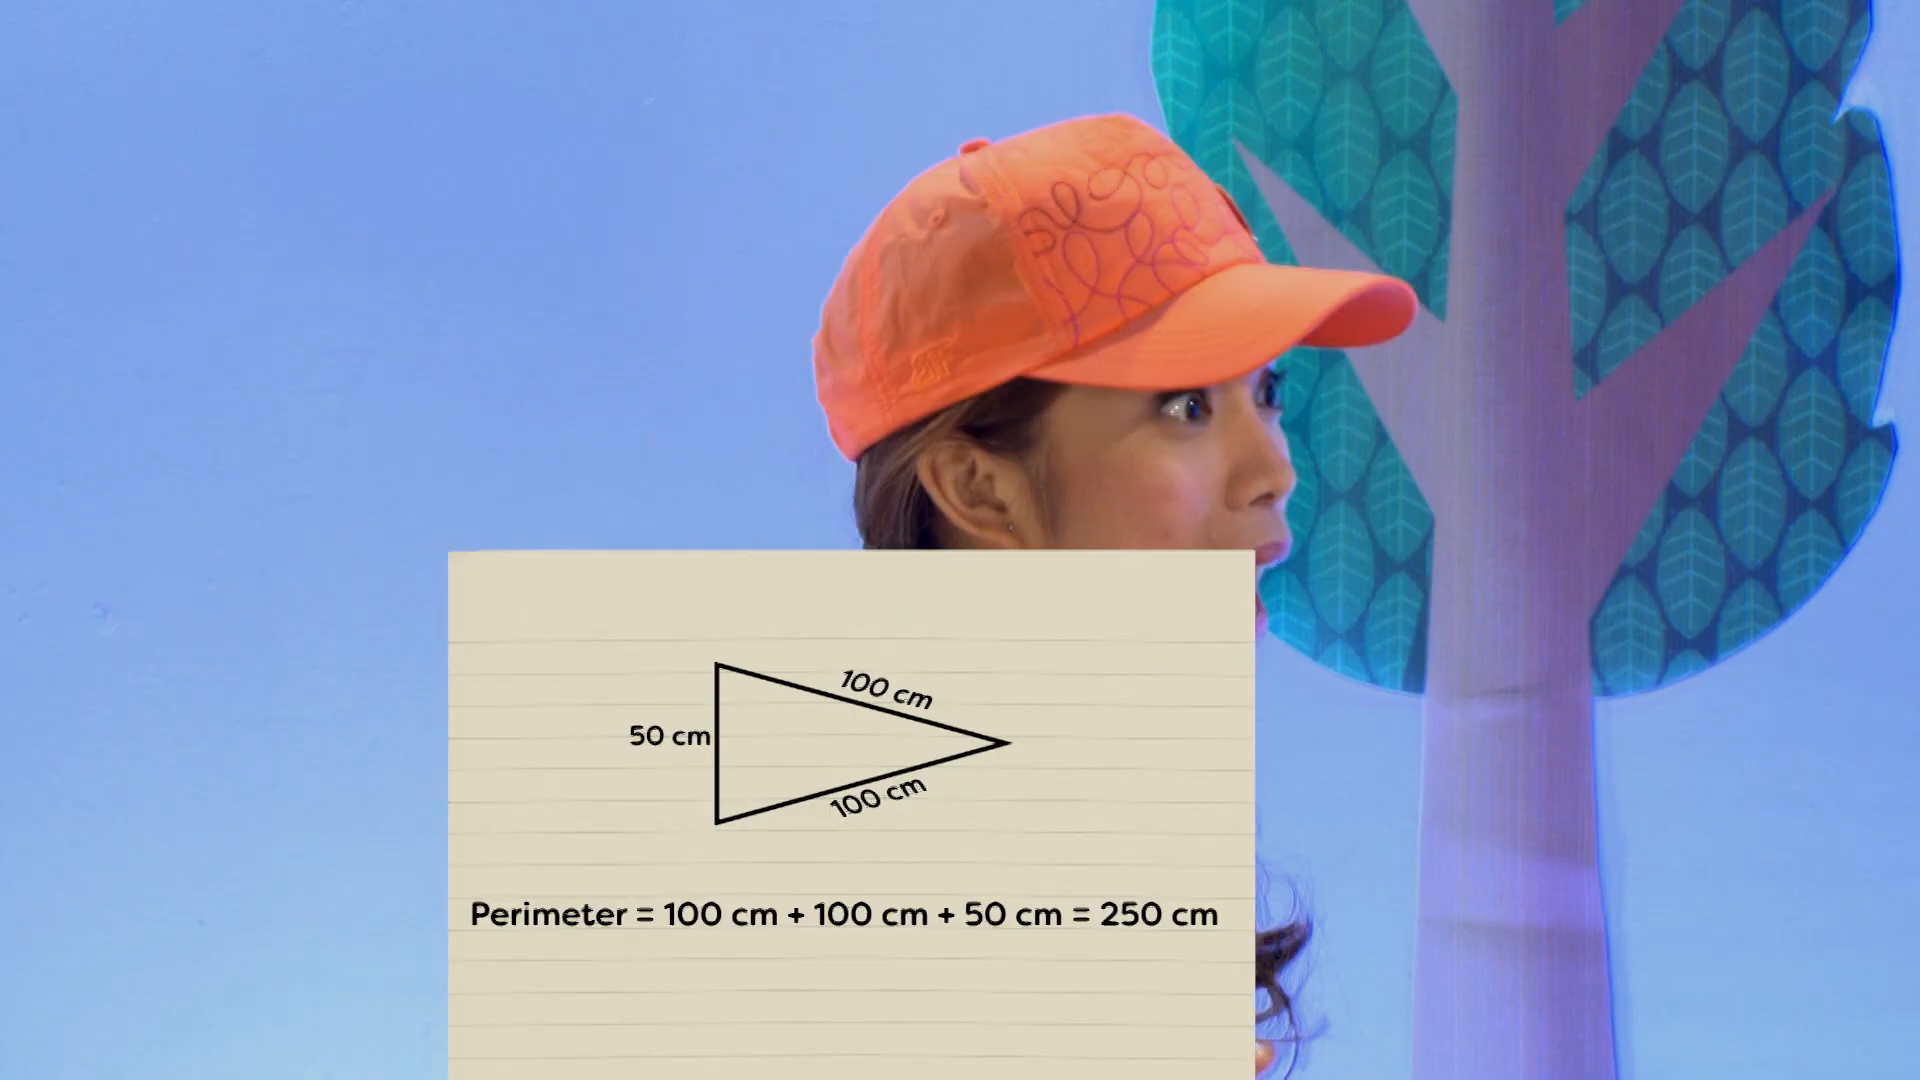 100 cm
50 cm
100 cm
Perimeter = 100 cm + 100 cm + 50 cm = 250 cm